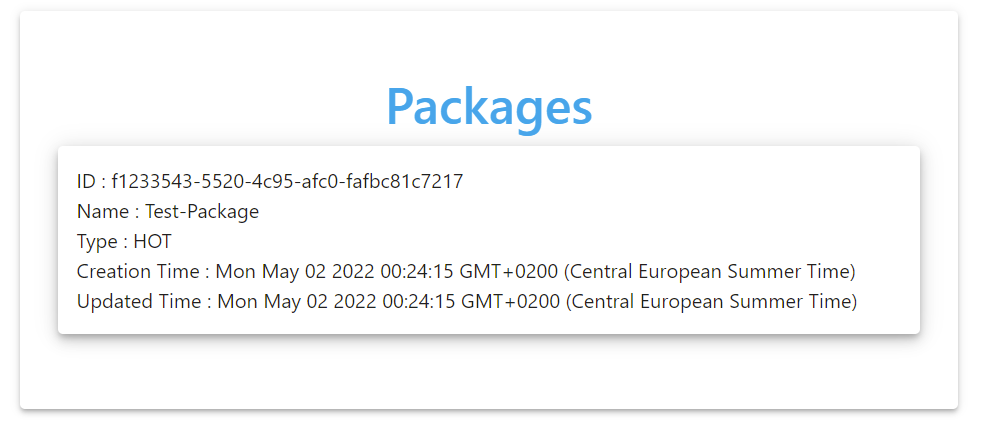 Packages
ID : f1233543-5520-4c95-afc0-fafbc81c7217
Name : Test-Package
Type : HOT
Creation Time : Mon May 02 2022 00:24:15 GMT+0200 (Central European Summer Time)
Updated Time : Mon May 02 2022 00:24:15 GMT+0200 (Central European Summer Time)